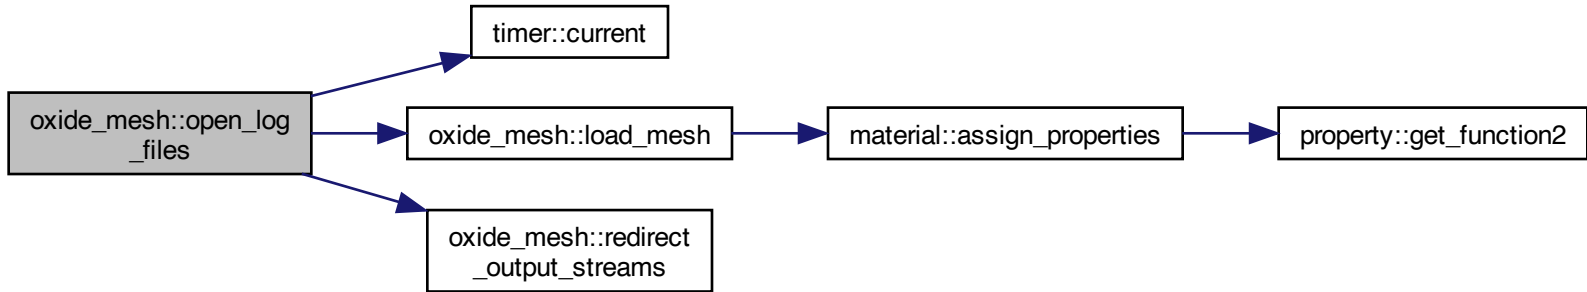 timer::current
oxide_mesh::open_log
_files
oxide_mesh::load_mesh
material::assign_properties
property::get_function2
oxide_mesh::redirect
_output_streams